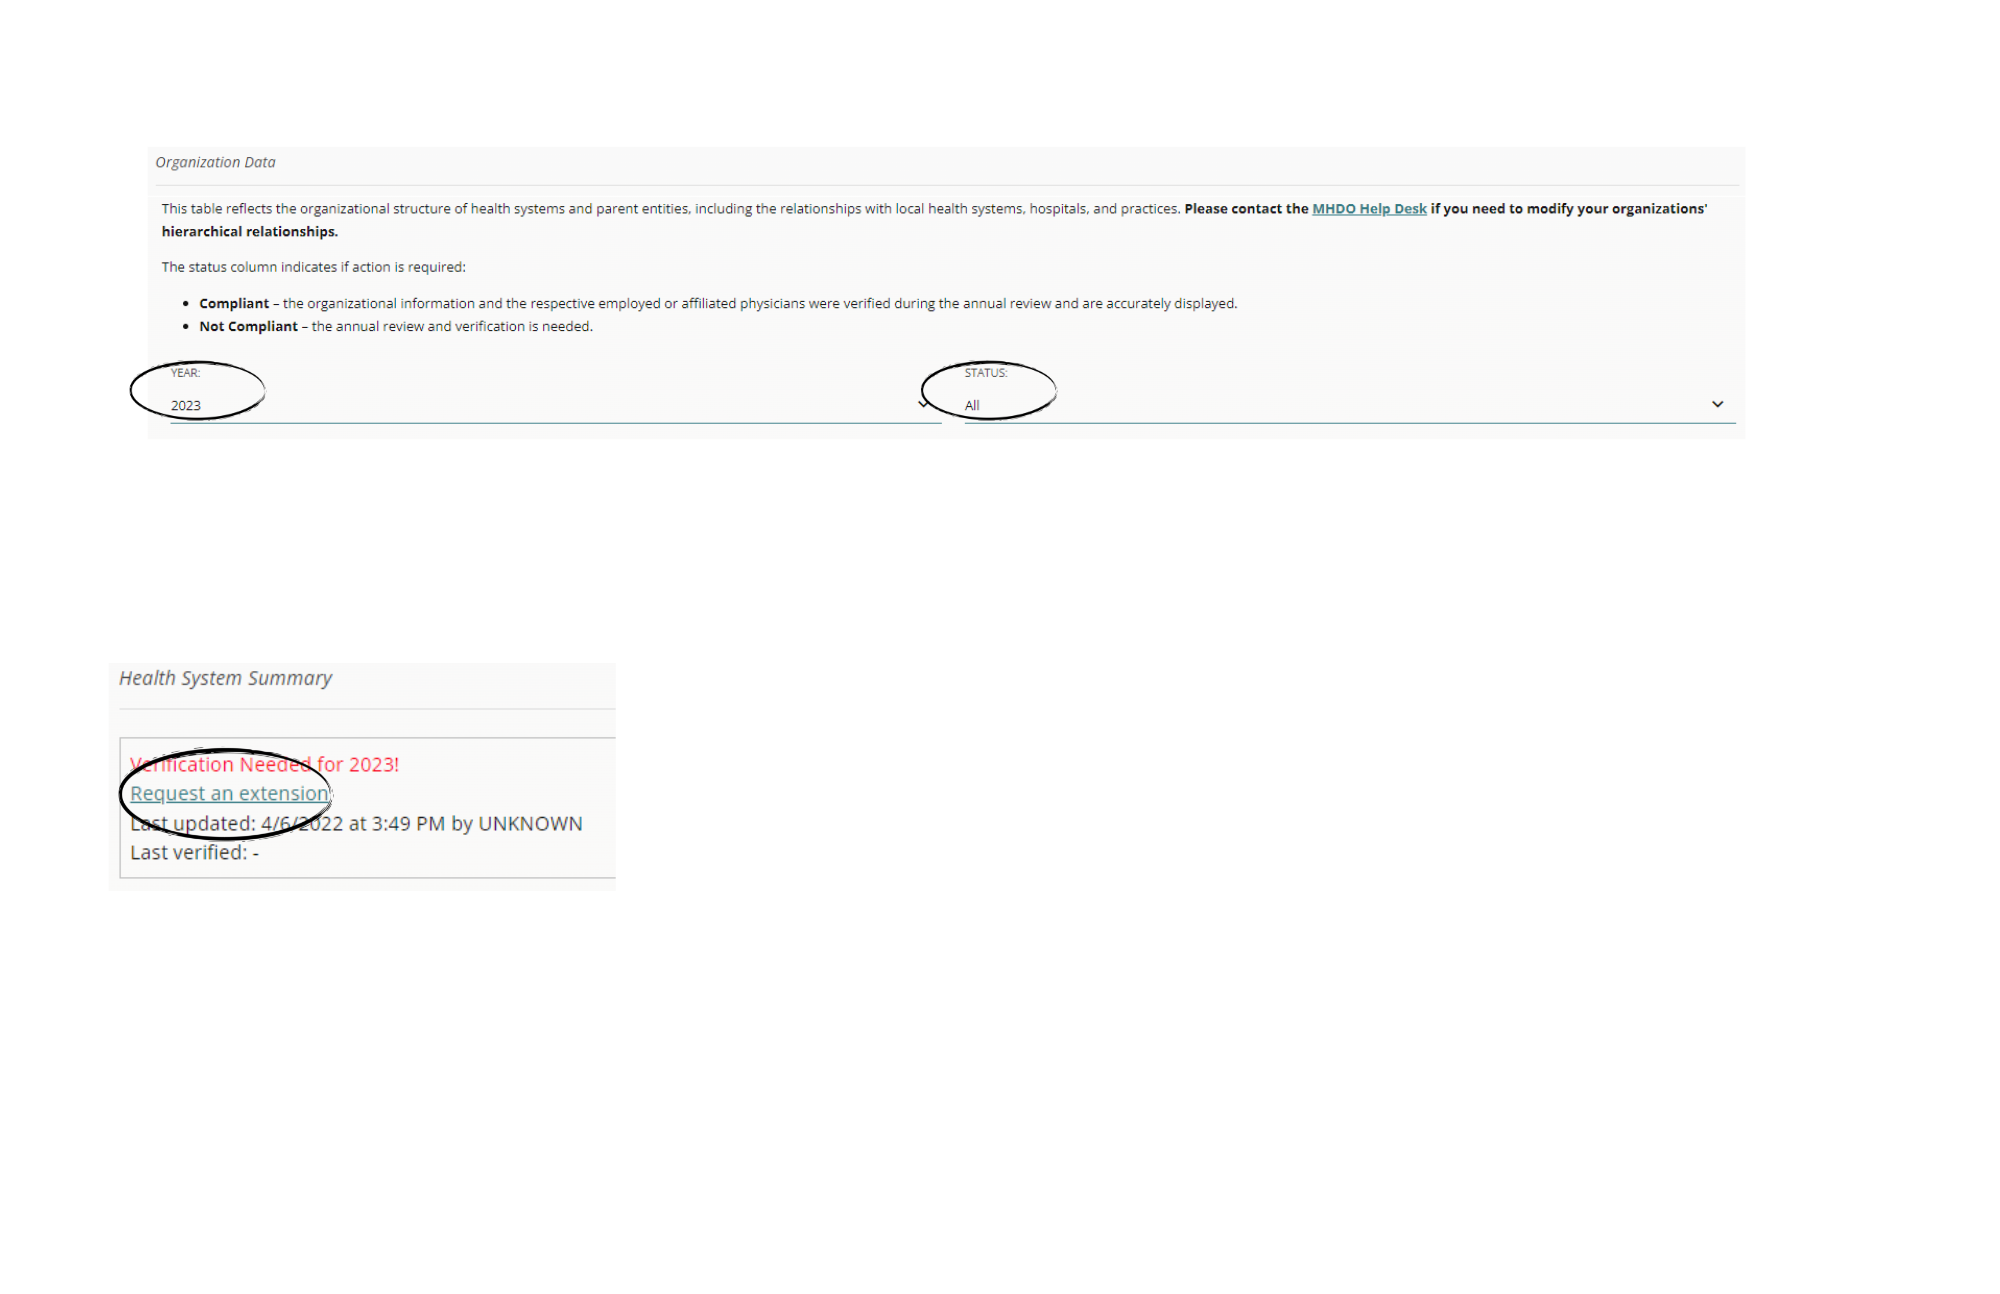 Organization Data
This table reflects the organizational structure of health systems and parent entities, including the relationships with local health systems, hospitals, and practices. Please contact the MHDO Help Desk if you need to modify your organizations'
hierarchical relationships.
The status column indicates if action is required:
• Compliant – the organizational information and the respective employed or affiliated physicians were verified during the annual review and are accurately displayed.
• Not Compliant – the annual review and verification is needed.
YEAR:
2023
STATUS:
All
Health System Summary
Verification Needed for 2023!
Request an extension
Last updated: 4/6/2022 at 3:49 PM by UNKNOWN
Last verified: -